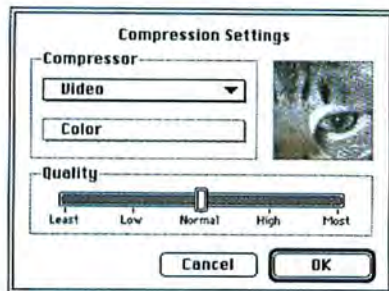 Compression Settings
Compressor
Video
Color
Quality
Least Low Normal High Most
Cancel OK